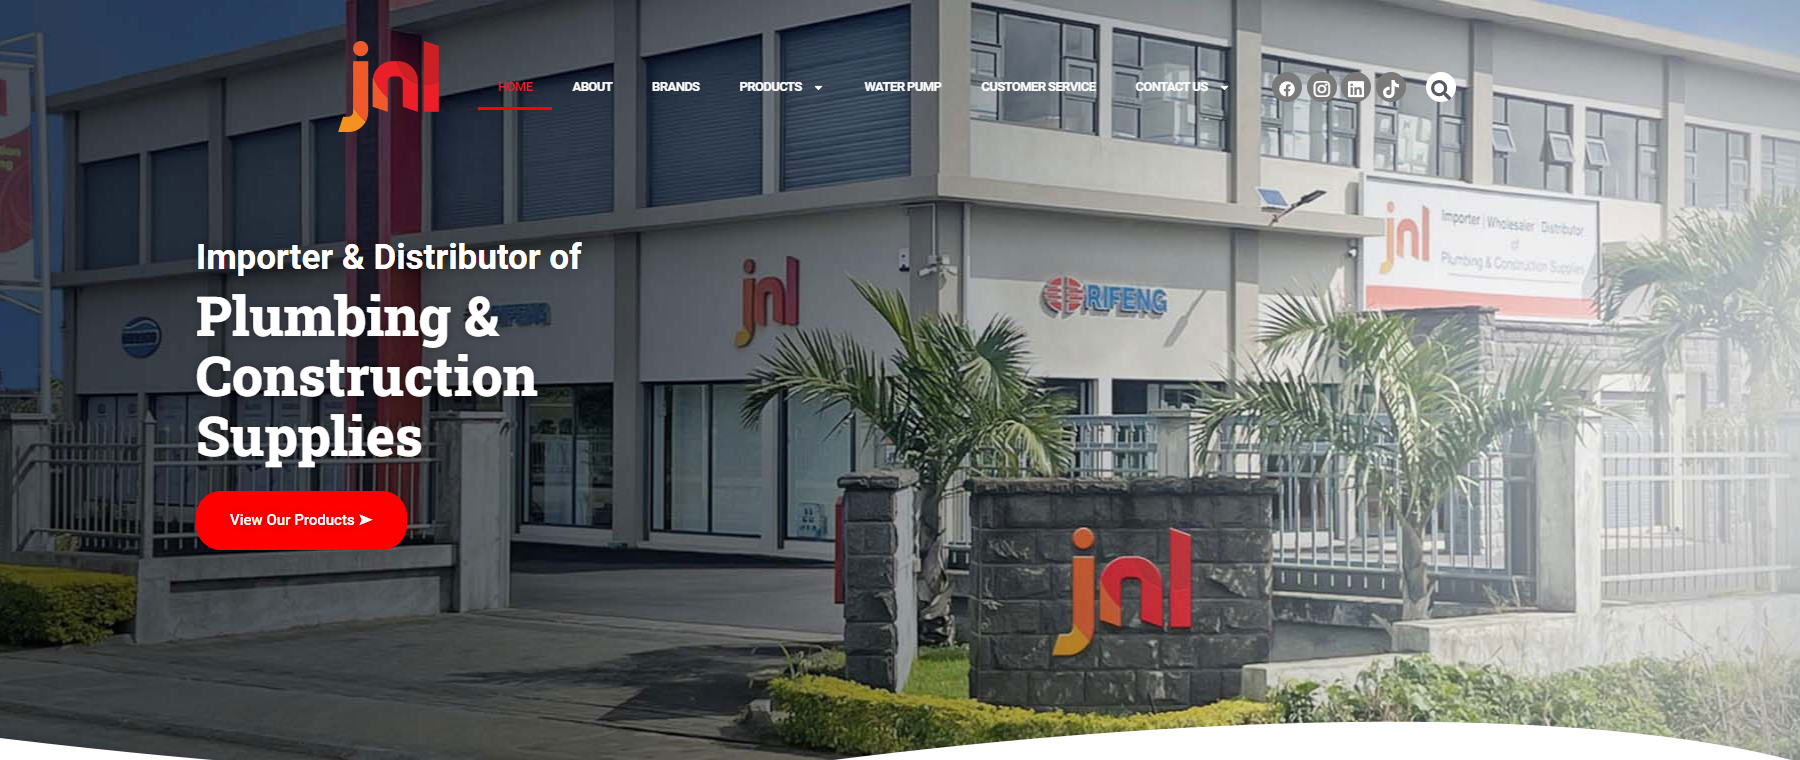 jnl
HOME
ABOUT
BRANDS
PRODUCTS
WATER PUMP
CUSTOMER SERVICE
CONTACT US
Importer & Distributor of
Plumbing &
Construction
Supplies
View Our Products ➤
jnl
RIFENG
jnl
Importer | Wholesaler | Distributor
of
Plumbing & Construction Supplies
jnl